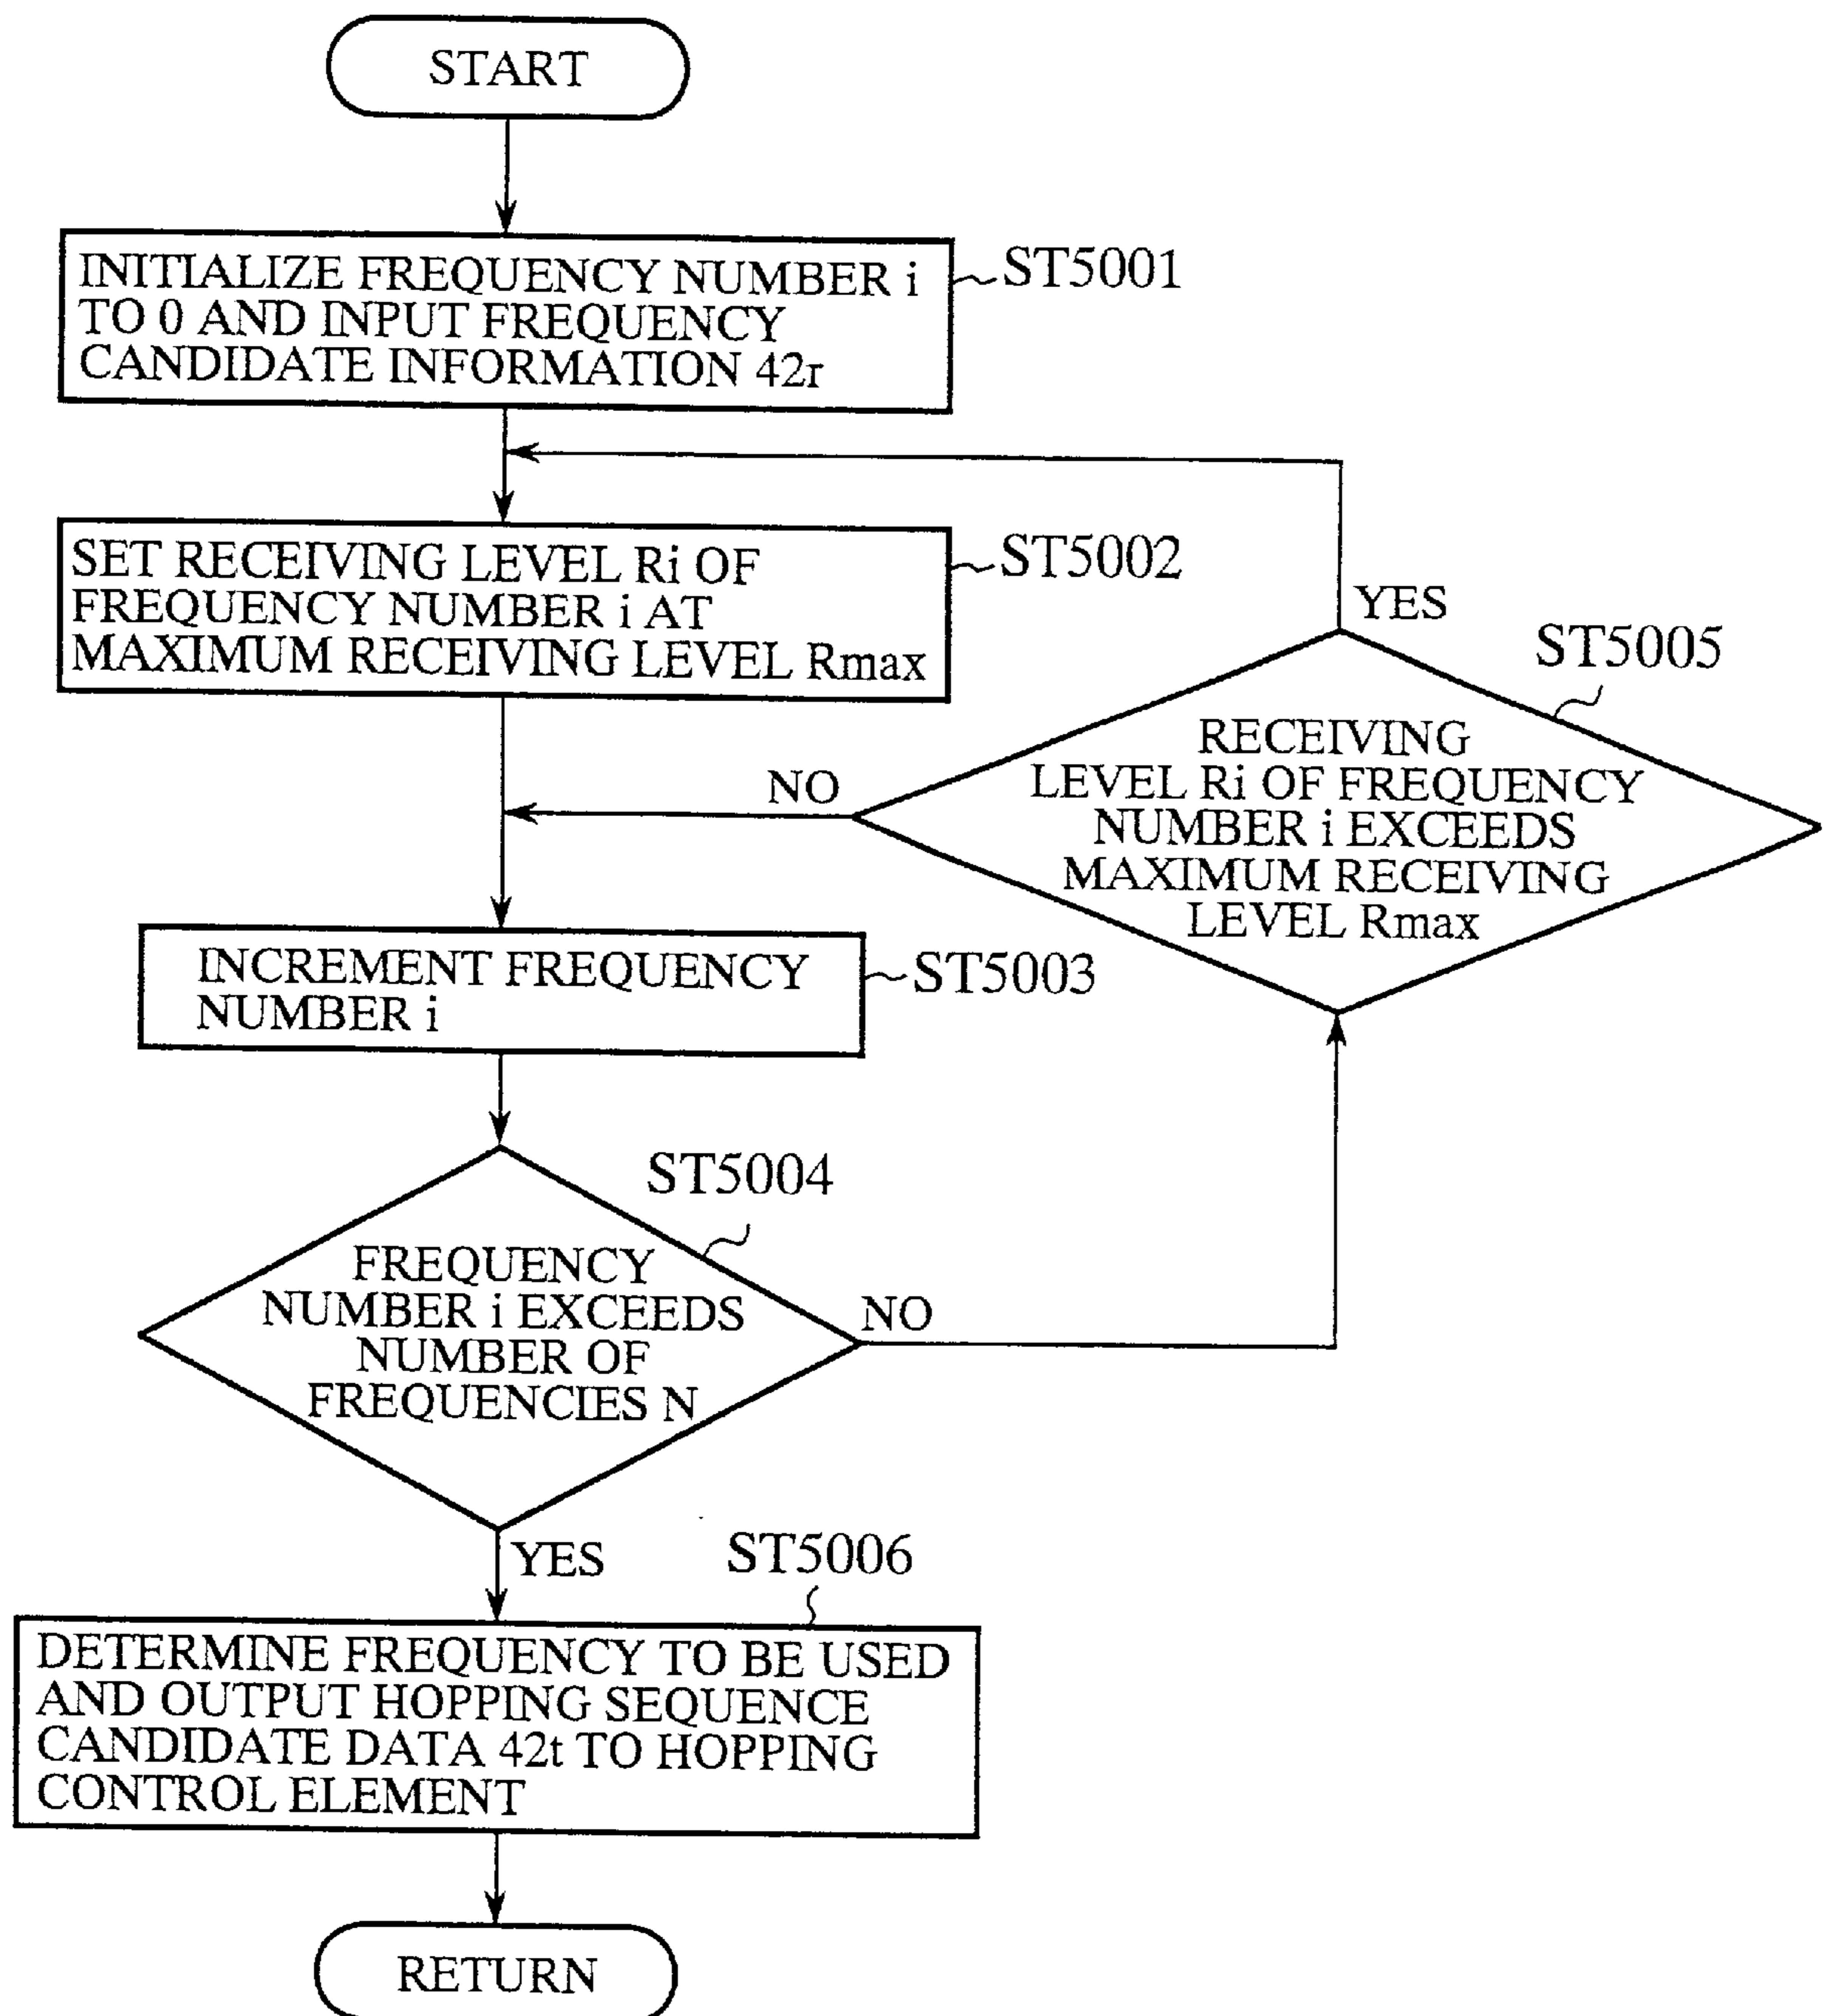 START
INITIALIZE FREQUENCY NUMBER i
TO 0 AND INPUT FREQUENCY
CANDIDATE INFORMATION 42r
ST5001
SET RECEIVING LEVEL Ri OF
FREQUENCY NUMBER i AT
MAXIMUM RECEIVING LEVEL Rmax
ST5002
YES
ST5005
RECEIVING
LEVEL Ri OF FREQUENCY
NUMBER i EXCEEDS
MAXIMUM RECEIVING
LEVEL Rmax
NO
INCREMENT FREQUENCY
NUMBER i
ST5003
ST5004
FREQUENCY
NUMBER i EXCEEDS
NUMBER OF
FREQUENCIES N
NO
YES
ST5006
DETERMINE FREQUENCY TO BE USED
AND OUTPUT HOPPING SEQUENCE
CANDIDATE DATA 42t TO HOPPING
CONTROL ELEMENT
RETURN